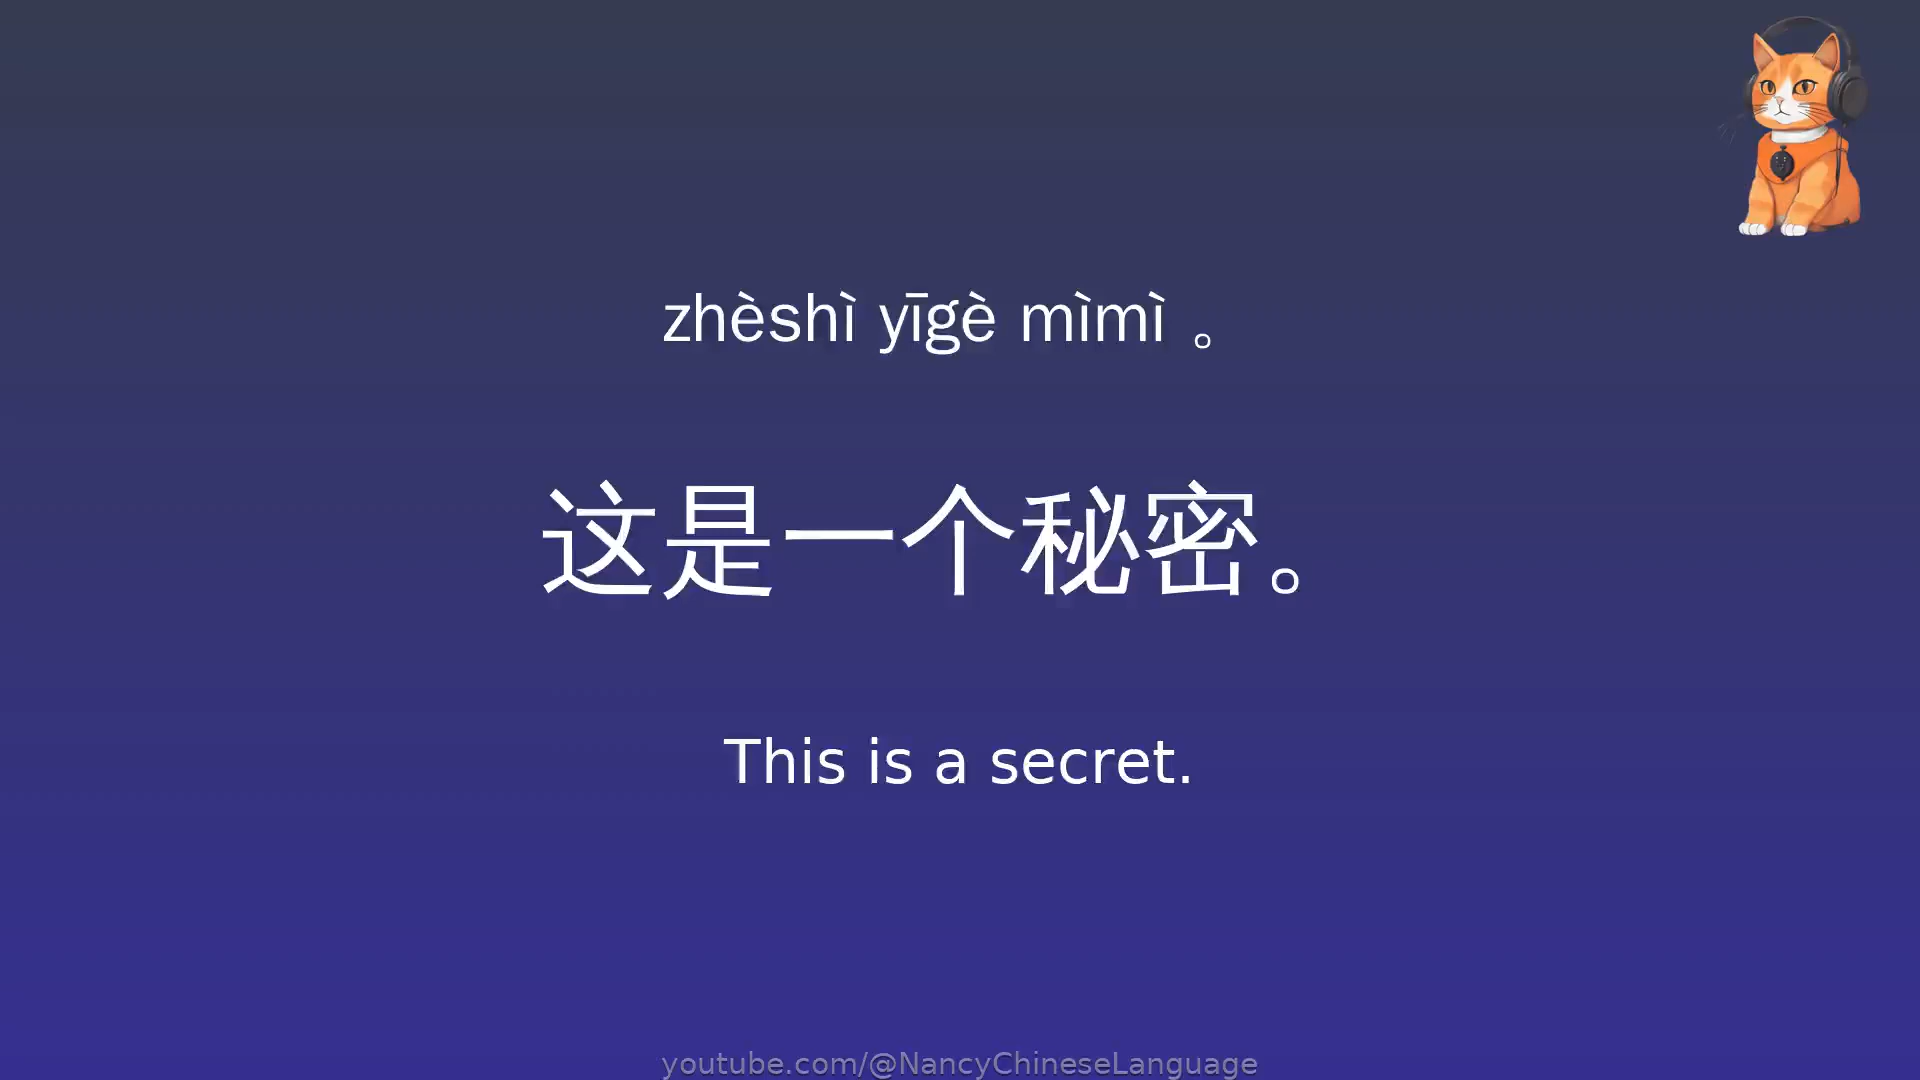 zhèshì yīgè mìmì 。
这是一个秘密。
This is a secret.
youtube.com/@NancyChineseLanguage